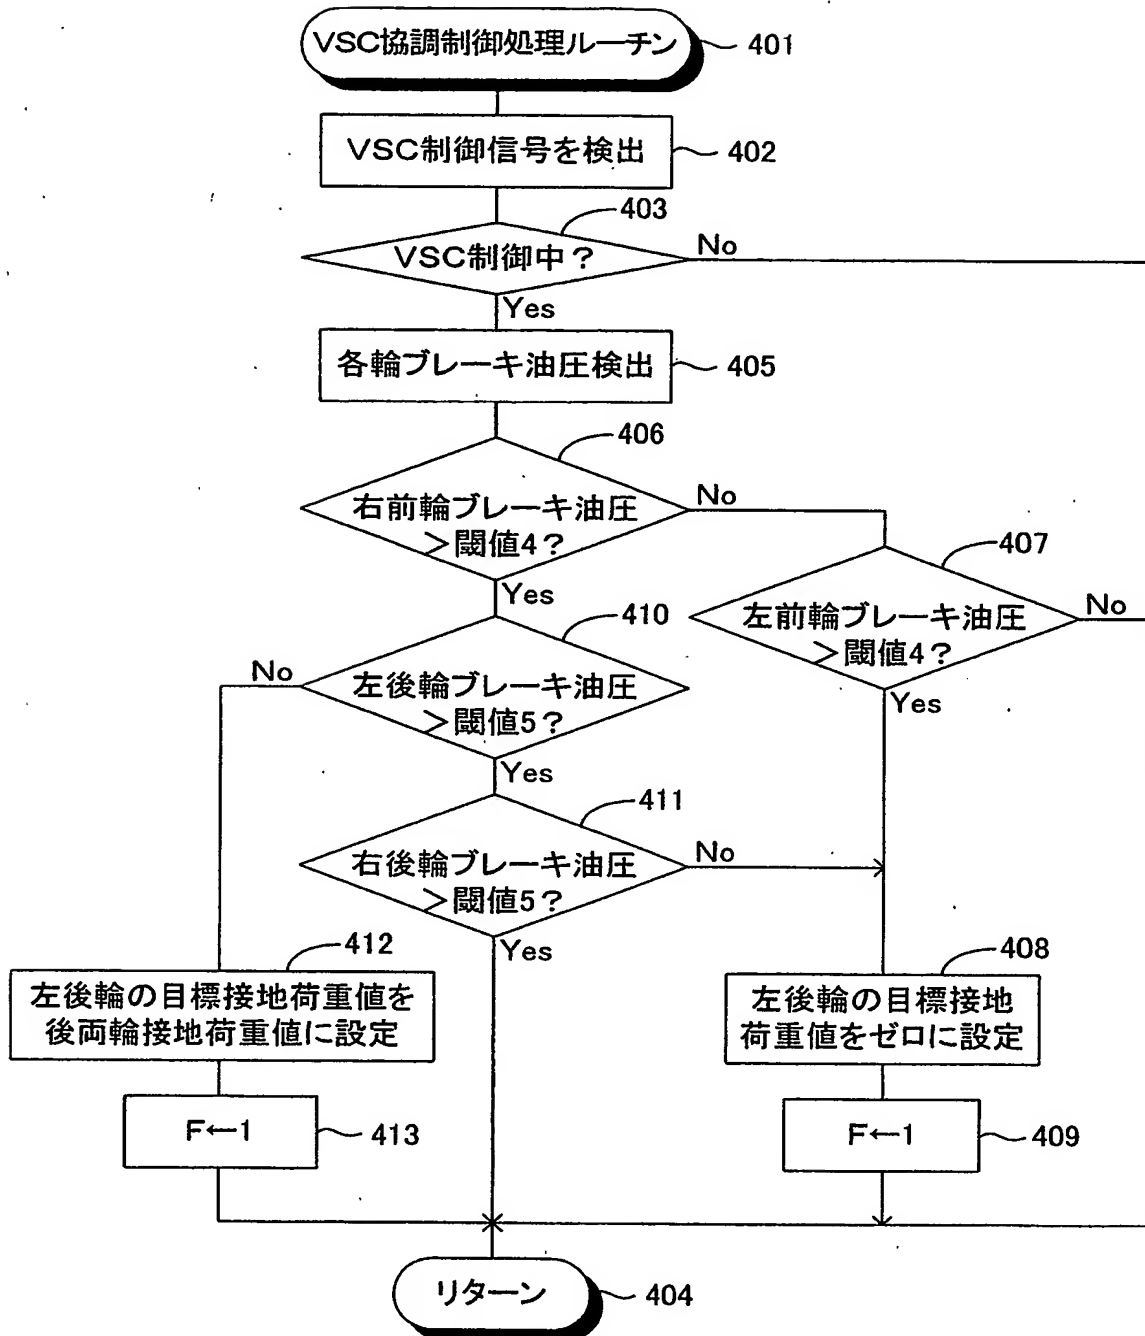 VSC協調制御処理ルーチン
401
VSC制御信号を検出
402
403
VSC制御中?
No
Yes
各輪ブレーキ油圧検出
405
406
右前輪ブレーキ油圧
>閾値4?
No
Yes
407
左前輪ブレーキ油圧
>閾値4?
No
Yes
410
No
左後輪ブレーキ油圧
>閾値5?
Yes
411
右後輪ブレーキ油圧
>閾値5?
No
Yes
412
左後輪の目標接地荷重値を
後両輪接地荷重値に設定
408
左後輪の目標接地
荷重値をゼロに設定
F←1
413
F←1
409
リターン
404